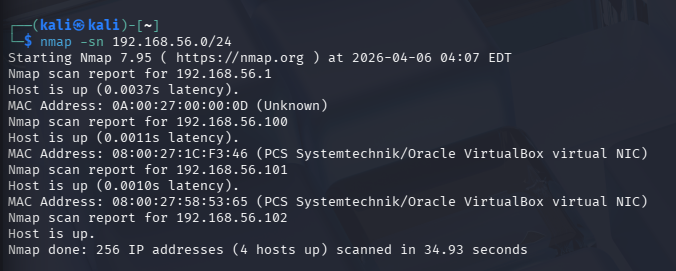 ┌──(kali㉿kali)-[~]
└─$ nmap -sn 192.168.56.0/24
Starting Nmap 7.95 ( https://nmap.org ) at 2026-04-06 04:07 EDT
Nmap scan report for 192.168.56.1
Host is up (0.0037s latency).
MAC Address: 0A:00:27:00:00:0D (Unknown)
Nmap scan report for 192.168.56.100
Host is up (0.0011s latency).
MAC Address: 08:00:27:1C:F3:46 (PCS Systemtechnik/Oracle VirtualBox virtual NIC)
Nmap scan report for 192.168.56.101
Host is up (0.0010s latency).
MAC Address: 08:00:27:58:53:65 (PCS Systemtechnik/Oracle VirtualBox virtual NIC)
Nmap scan report for 192.168.56.102
Host is up.
Nmap done: 256 IP addresses (4 hosts up) scanned in 34.93 seconds